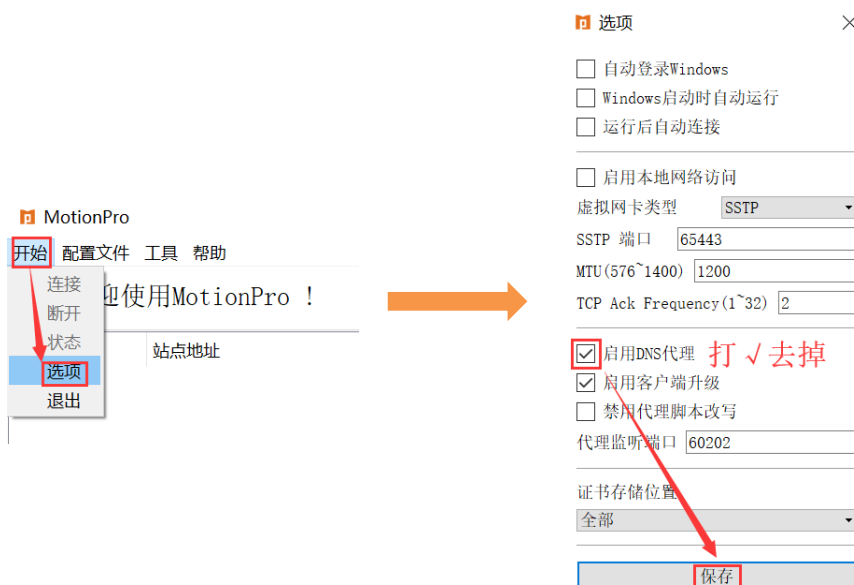 MotionPro
开始 配置文件 工具 帮助
连接
断开
状态
选项
退出
迎使用MotionPro !
站点地址
选项
自动登录Windows
Windows启动时自动运行
运行后自动连接
启用本地网络访问
虚拟网卡类型 SSTP
SSTP 端口 65443
MTU(576~1400) 1200
TCP Ack Frequency(1~32) 2
启用DNS代理 打√去掉
启用客户端升级
禁用代理脚本改写
代理监听端口 60202
证书存储位置
全部
保存